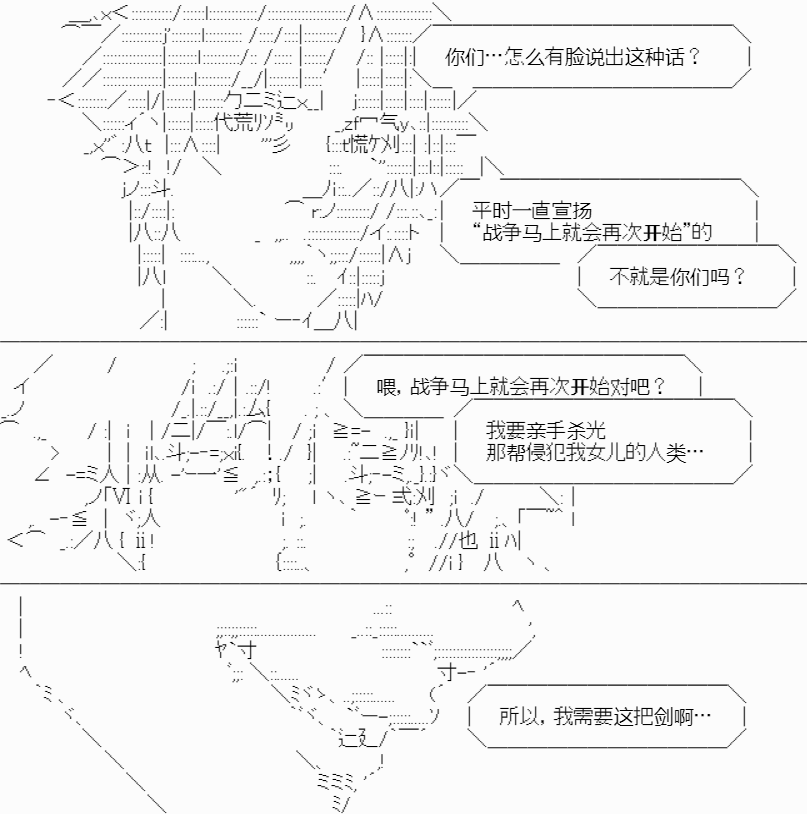 你们…怎么有脸说出这种话？
平时一直宣扬
“战争马上就会再次开始”的
不就是你们吗？
喂，战争马上就会再次开始对吧？
我要亲手杀光
那帮侵犯我女儿的人类…
所以，我需要这把剑啊…